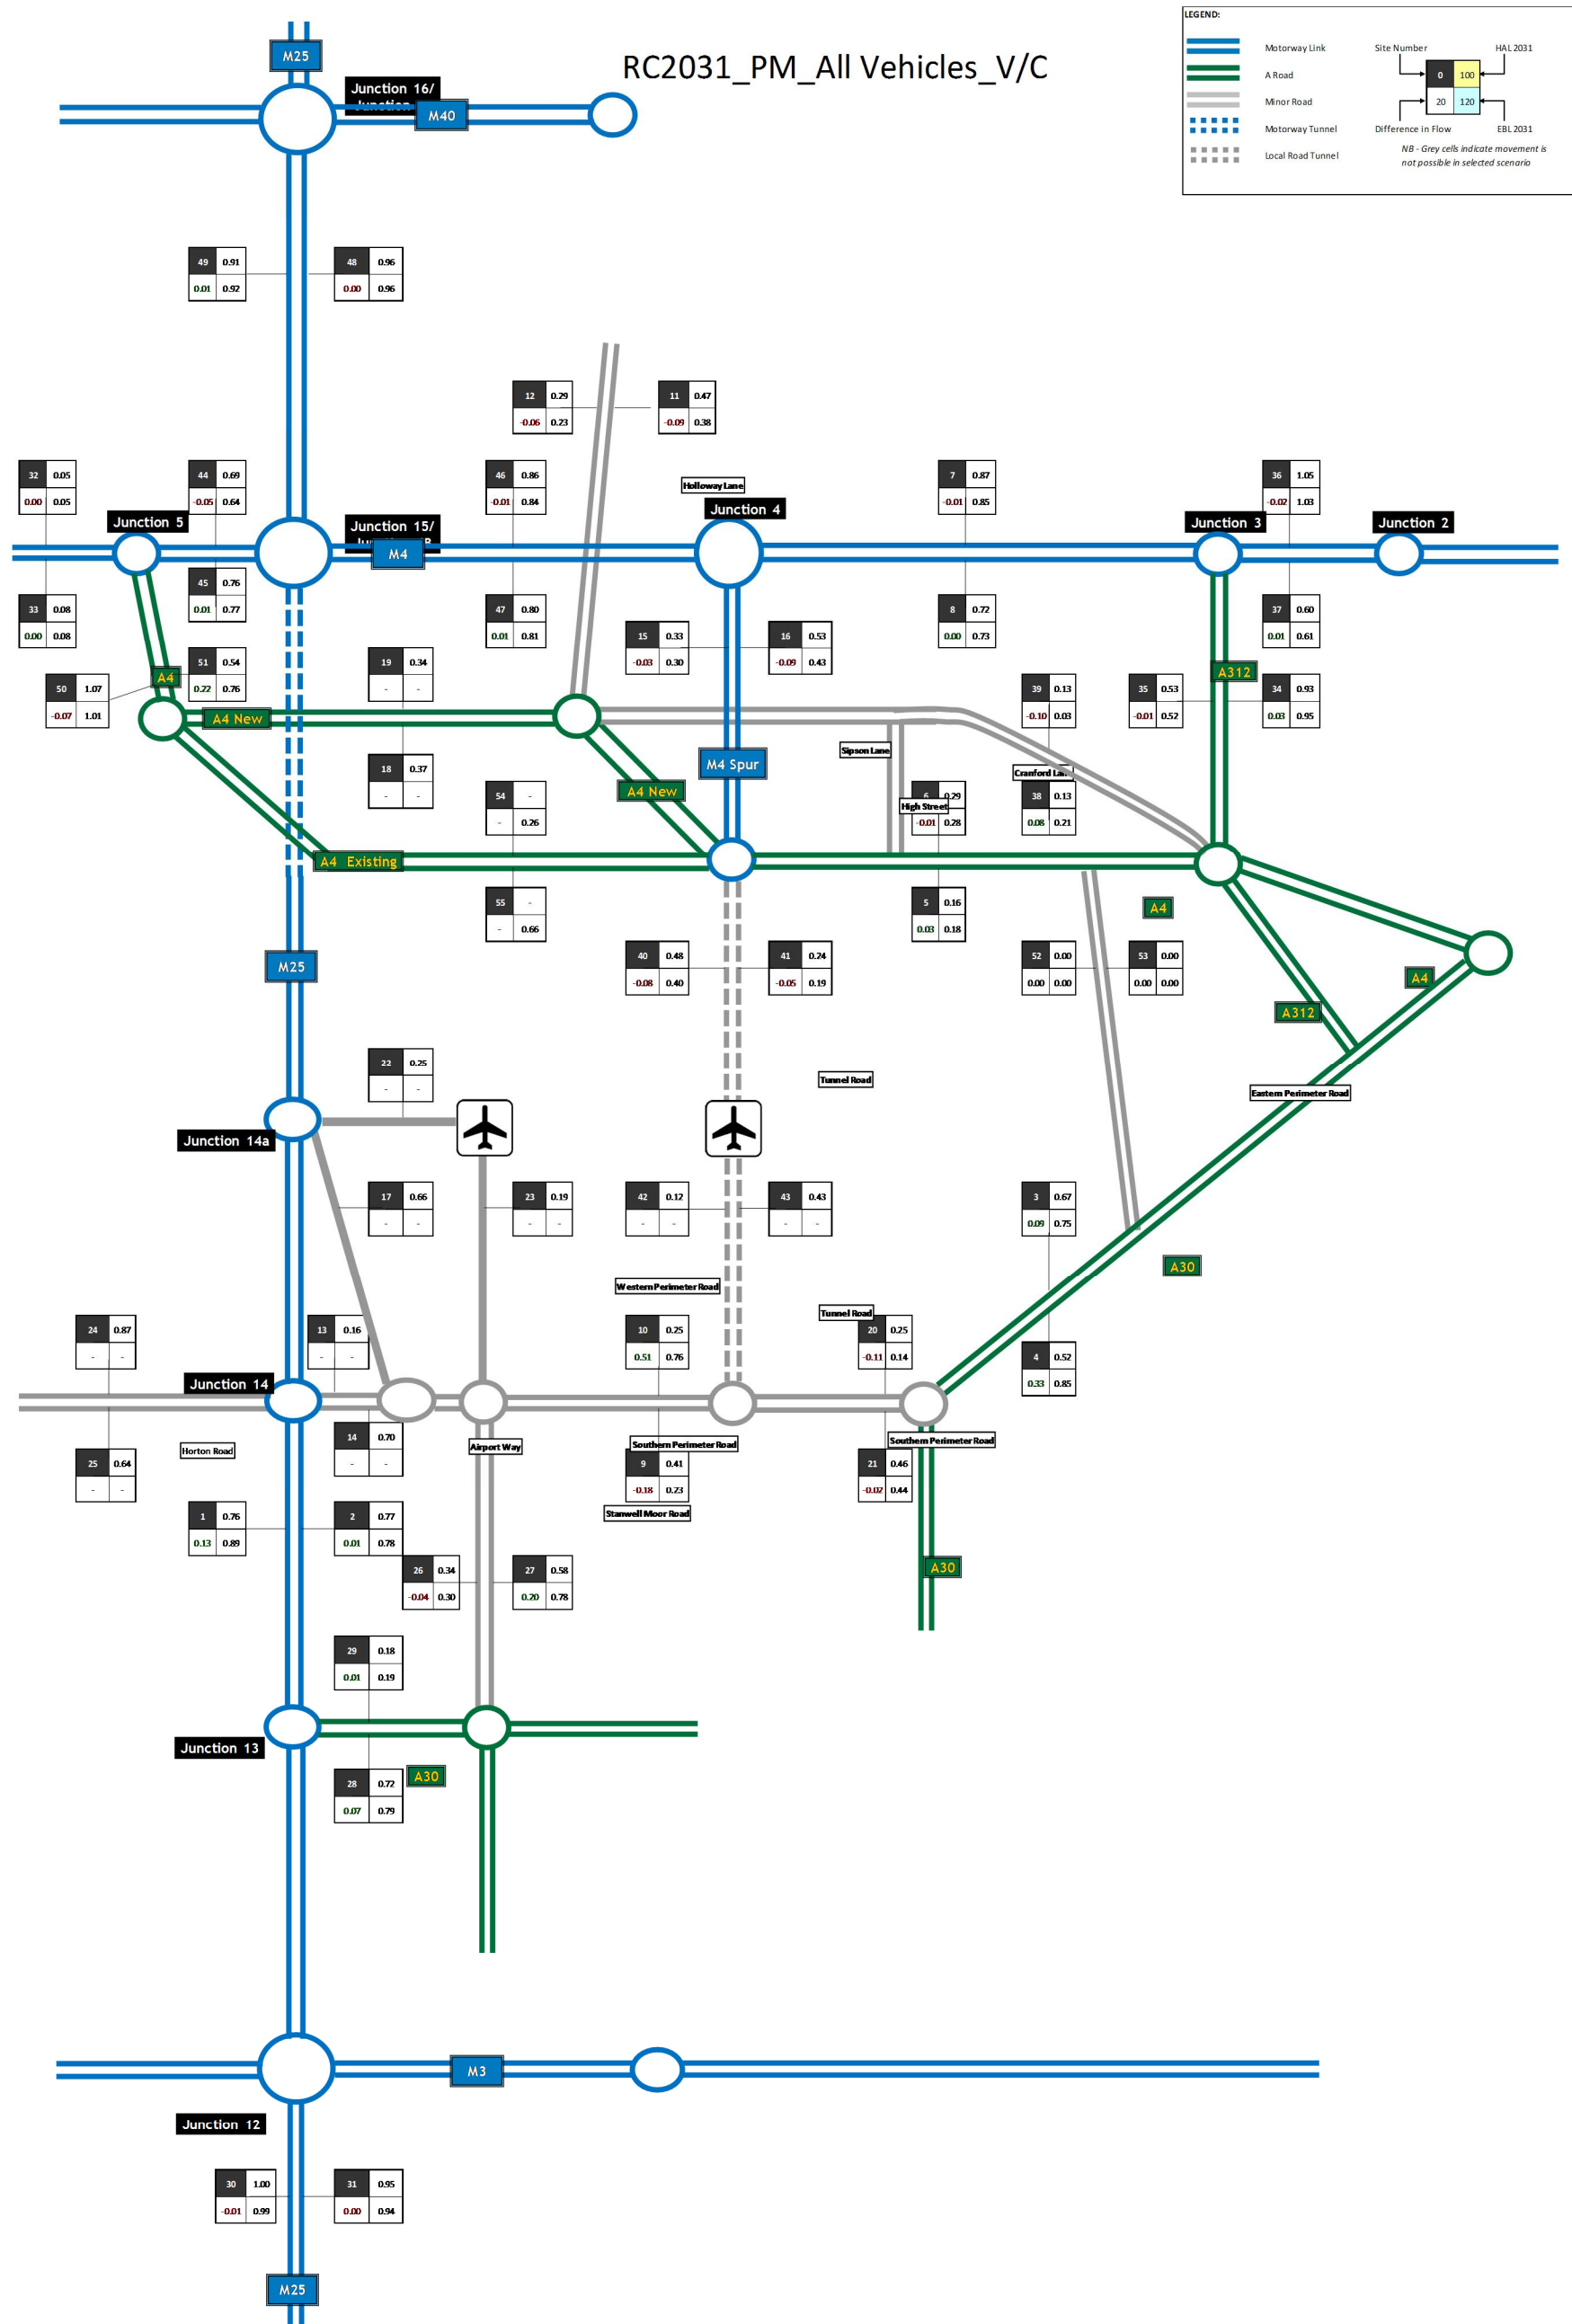 RC2031_PM_All Vehicles_V/C
LEGEND:
Motorway Link
A Road
Minor Road
Motorway Tunnel
Local Road Tunnel
Site Number
HAL 2031
0 100
20 120
Difference in Flow
EBL 2031
NB - Grey cells indicate movement is
not possible in selected scenario
M25
Junction 16/
M40
49 0.91
0.01 0.92
48 0.96
0.00 0.96
12 0.29
-0.06 0.23
11 0.47
-0.09 0.38
32 0.05
0.00 0.05
44 0.69
-0.05 0.64
46 0.86
-0.01 0.84
Holloway Lane
7 0.87
-0.01 0.85
36 1.05
-0.02 1.03
Junction 5
Junction 15/
M4
Junction 4
Junction 3
Junction 2
33 0.08
0.00 0.08
45 0.76
0.01 0.77
47 0.80
0.01 0.81
8 0.72
0.00 0.73
37 0.60
0.01 0.61
15 0.33
-0.03 0.30
16 0.53
-0.09 0.43
50 1.07
-0.07 1.01
A4
51 0.54
0.22 0.76
19 0.34
- -
39 0.13
-0.10 0.03
35 0.53
-0.01 0.52
A312
34 0.93
0.03 0.95
A4 New
Sipson Lane
M4 Spur
18 0.37
- -
A4 New
Cranford
54 -
- 0.26
6 0.29
High Street
-0.01 0.28
38 0.13
0.08 0.21
A4 Existing
55 -
- 0.66
5 0.16
0.03 0.18
A4
M25
40 0.48
-0.08 0.40
41 0.24
-0.05 0.19
52 0.00
0.00 0.00
53 0.00
0.00 0.00
A4
A312
22 0.25
- -
Tunnel Road
Eastern Perimeter Road
Junction 14a
17 0.66
- -
23 0.19
- -
42 0.12
- -
43 0.43
- -
3 0.67
0.09 0.75
A30
Western Perimeter Road
Tunnel Road
24 0.87
- -
13 0.16
- -
10 0.25
0.51 0.76
20 0.25
-0.11 0.14
4 0.52
0.33 0.85
Junction 14
14 0.70
- -
Horton Road
Airport Way
Southern Perimeter Road
Southern Perimeter Road
25 0.64
- -
9 0.41
-0.18 0.23
21 0.46
-0.02 0.44
Stanwell Moor Road
1 0.76
0.13 0.89
2 0.77
0.01 0.78
26 0.34
-0.04 0.30
27 0.58
0.20 0.78
A30
29 0.18
0.01 0.19
Junction 13
28 0.72
0.07 0.79
A30
M3
Junction 12
30 1.00
-0.01 0.99
31 0.95
0.00 0.94
M25